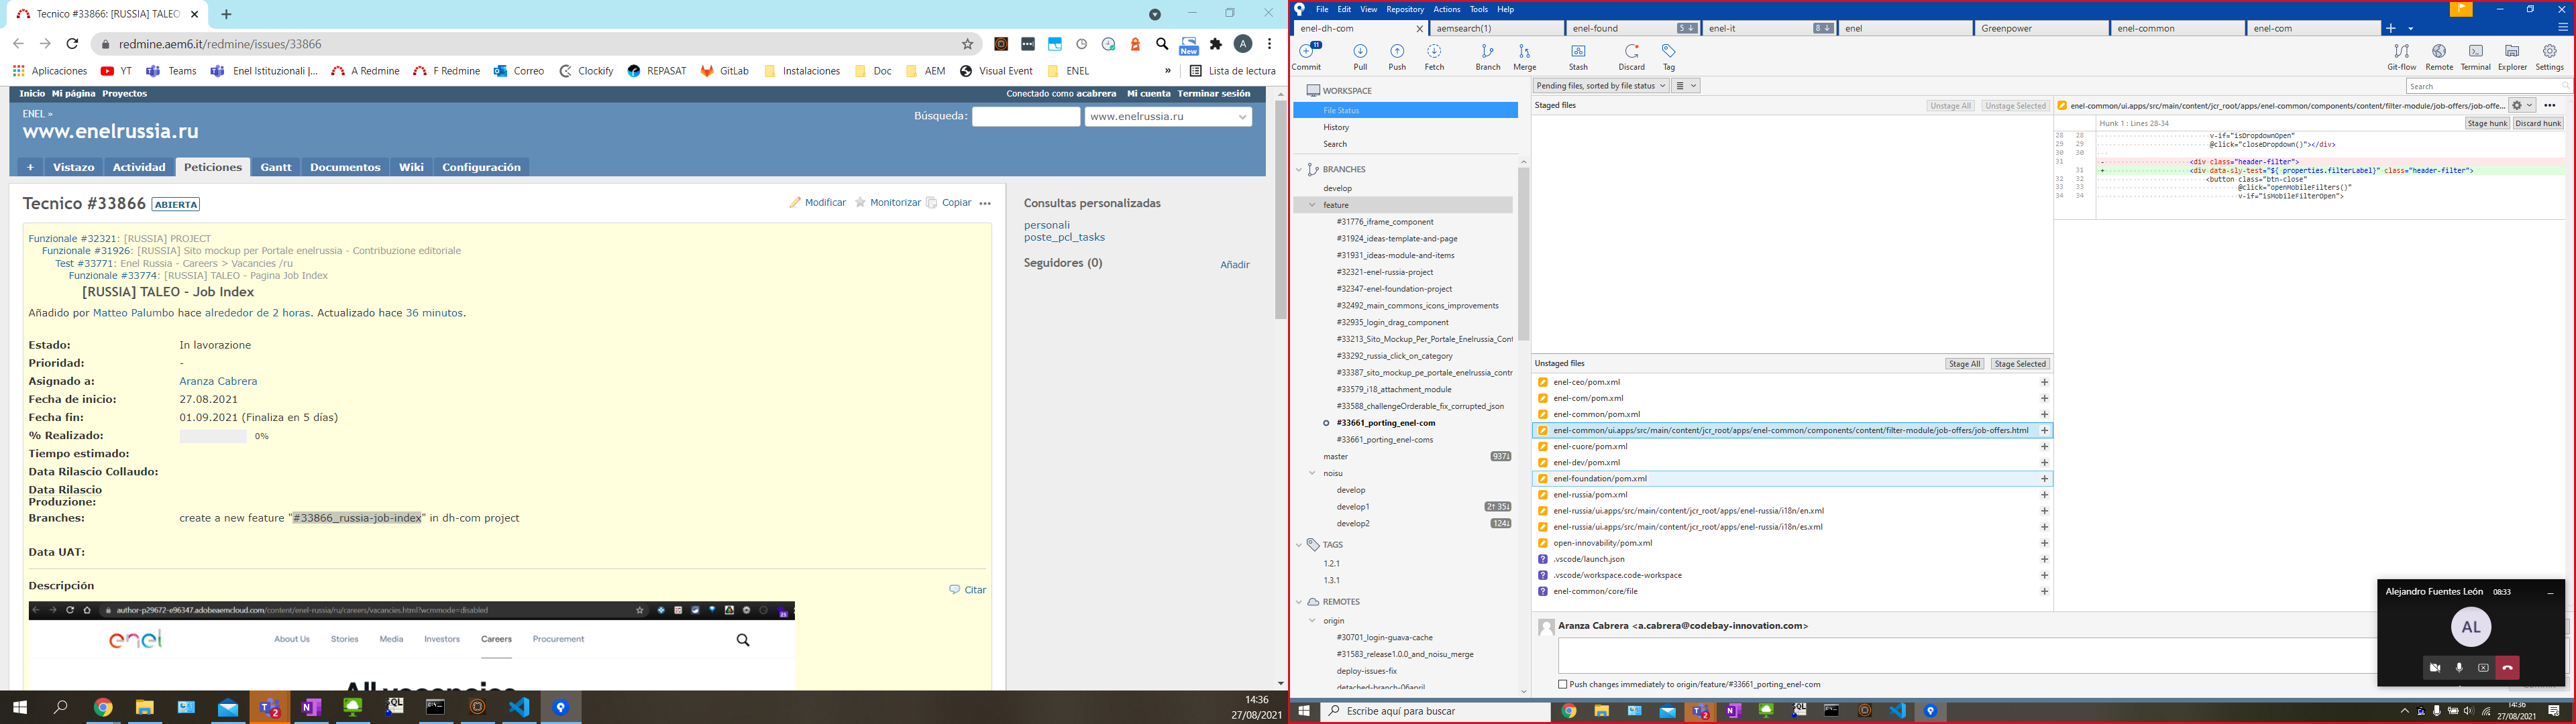 Tecnico #33866: [RUSSIA] TALEO
redmine.aem6.it/redmine/issues/33866
A
New
Aplicaciones
YT
Teams
Enel Istituzionali |...
A Redmine
F Redmine
Correo
Clockify
REPASAT
GitLab
Instalaciones
Doc
AEM
Visual Event
ENEL
»
Lista de lectura
Inicio Mi página Proyectos
Conectado como acabrera Mi cuenta Terminar sesión
ENEL »
www.enelrussia.ru
Búsqueda:
www.enelrussia.ru
+
Vistazo
Actividad
Peticiones
Gantt
Documentos
Wiki
Configuración
Tecnico #33866 ABIERTA
Modificar
Monitorizar
Copiar
Funzionale #32321: [RUSSIA] PROJECT
Funzionale #31926: [RUSSIA] Sito mockup per Portale enelrussia - Contribuzione editoriale
Test #33771: Enel Russia - Careers > Vacancies /ru
Funzionale #33774: [RUSSIA] TALEO - Pagina Job Index
[RUSSIA] TALEO - Job Index
Añadido por Matteo Palumbo hace alrededor de 2 horas. Actualizado hace 36 minutos.
Estado: In lavorazione
Prioridad: -
Asignado a: Aranza Cabrera
Fecha de inicio: 27.08.2021
Fecha fin: 01.09.2021 (Finaliza en 5 días)
% Realizado: 0%
Tiempo estimado:
Data Rilascio Collaudo:
Data Rilascio
Produzione:
Branches: create a new feature "#33866_russia-job-index" in dh-com project
Data UAT:
Descripción
Citar
author-p29672-e96347.adobeaemcloud.com/content/enel-russia/ru/careers/vacancies.html?wcmmode=disabled
enel
About Us
Stories
Media
Investors
Careers
Procurement
All vacancies
Consultas personalizadas
personali
poste_pcl_tasks
Seguidores (0)
Añadir
14:36
27/08/2021
File Edit View Repository Actions Tools Help
enel-dh-com
aemsearch(1)
enel-found 5 ↓
enel-it 8 ↓
enel
Greenpower
enel-common
enel-com
11
Commit
Pull
Push
Fetch
Branch
Merge
Stash
Discard
Tag
Git-flow
Remote
Terminal
Explorer
Settings
WORKSPACE
File Status
History
Search
BRANCHES
develop
feature
#31776_iframe_component
#31924_ideas-template-and-page
#31931_ideas-module-and-items
#32321-enel-russia-project
#32347-enel-foundation-project
#32492_main_commons_icons_improvements
#32935_login_drag_component
#33213_Sito_Mockup_Per_Portale_Enelrussia_Cont
#33292_russia_click_on_category
#33387_sito_mockup_pe_portale_enelrussia_contr
#33579_i18_attachment_module
#33588_challengeOrderable_fix_corrupted_json
#33661_porting_enel-com
#33661_porting_enel-coms
master 937↓
noisu
develop
develop1 2↑ 35↓
develop2 124↓
TAGS
1.2.1
1.3.1
REMOTES
origin
#30701_login-guava-cache
#31583_release1.0.0_and_noisu_merge
deploy-issues-fix
detached-branch-06april
Pending files, sorted by file status
Search
Staged files
Unstage All
Unstage Selected
Unstaged files
Stage All
Stage Selected
enel-ceo/pom.xml
enel-com/pom.xml
enel-common/pom.xml
enel-common/ui.apps/src/main/content/jcr_root/apps/enel-common/components/content/filter-module/job-offers/job-offers.html
enel-cuore/pom.xml
enel-dev/pom.xml
enel-foundation/pom.xml
enel-russia/pom.xml
enel-russia/ui.apps/src/main/content/jcr_root/apps/enel-russia/i18n/en.xml
enel-russia/ui.apps/src/main/content/jcr_root/apps/enel-russia/i18n/es.xml
open-innovability/pom.xml
.vscode/launch.json
.vscode/workspace.code-workspace
enel-common/core/file
enel-common/ui.apps/src/main/content/jcr_root/apps/enel-common/components/content/filter-module/job-offers/job-offe...
Hunk 1 : Lines 28-34
Stage hunk
Discard hunk
28 28 v-if="isDropdownOpen"
29 29 @click="closeDropdown()"></div>
30 30
31 - <div class="header-filter">
31 + <div data-sly-test="${ properties.filterLabel}" class="header-filter">
32 32 <button class="btn-close"
33 33 @click="openMobileFilters()"
34 34 v-if="isMobileFilterOpen">
Aranza Cabrera <a.cabrera@codebay-innovation.com>
Push changes immediately to origin/feature/#33661_porting_enel-com
Alejandro Fuentes León 08:33
AL
Escribe aquí para buscar
14:36
27/08/2021